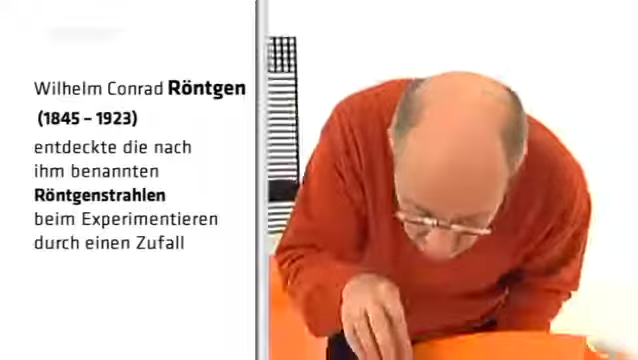 Wilhelm Conrad Röntgen
(1845 – 1923)
entdeckte die nach
ihm benannten
Röntgenstrahlen
beim Experimentieren
durch einen Zufall